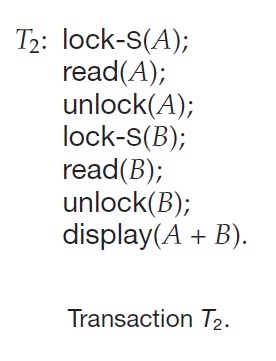 T2: lock-S(A);
read(A);
unlock(A);
lock-S(B);
read(B);
unlock(B);
display(A + B).
Transaction T2.